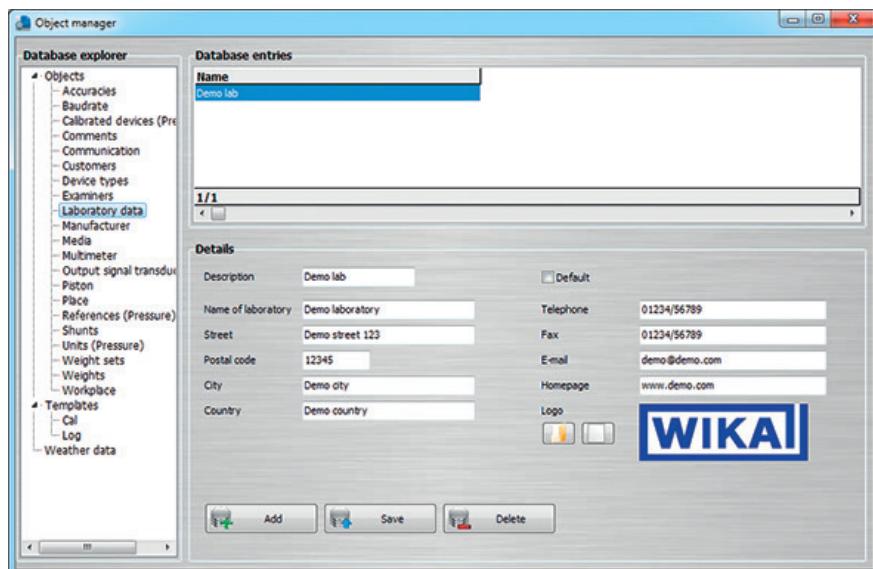 Object manager
Database explorer
Objects
Accuracies
Baudrate
Calibrated devices (Pre
Comments
Communication
Customers
Device types
Examiners
Laboratory data
Manufacturer
Media
Multimeter
Output signal transdu
Piston
Place
References (Pressure)
Shunts
Units (Pressure)
Weight sets
Weights
Workplace
Templates
Cal
Log
Weather data
Database entries
Name
Demo lab
1/1
Details
Description Demo lab Default
Name of laboratory Demo laboratory Telephone 01234/56789
Street Demo street 123 Fax 01234/56789
Postal code 12345 E-mail demo@demo.com
City Demo city Homepage www.demo.com
Country Demo country Logo
WIKA
Add Save Delete